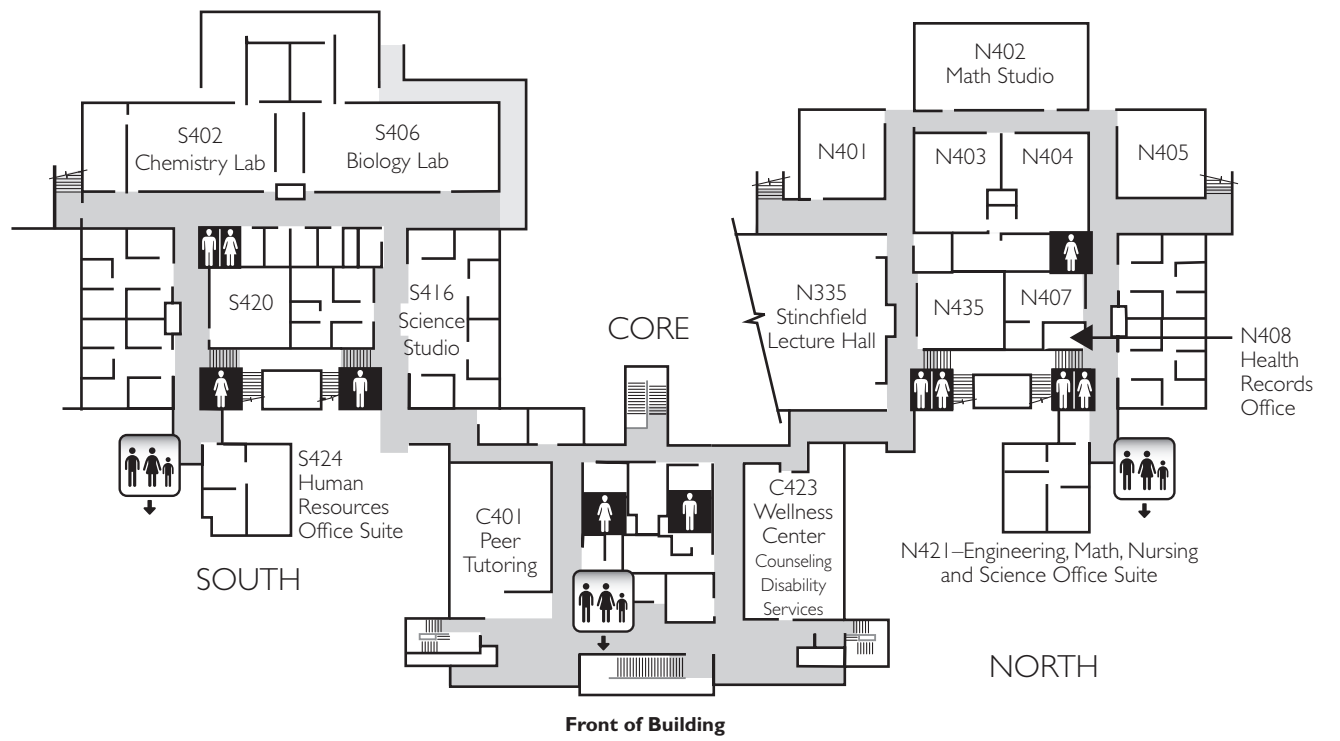 N402
Math Studio
S402
Chemistry Lab
S406
Biology Lab
N401
N403
N404
N405
S420
S416
Science
Studio
CORE
N335
Stinchfield
Lecture Hall
N435
N407
N408
Health
Records
Office
S424
Human
Resources
Office Suite
SOUTH
C401
Peer
Tutoring
C423
Wellness
Center
Counseling
Disability
Services
N421–Engineering, Math, Nursing
and Science Office Suite
NORTH
Front of Building